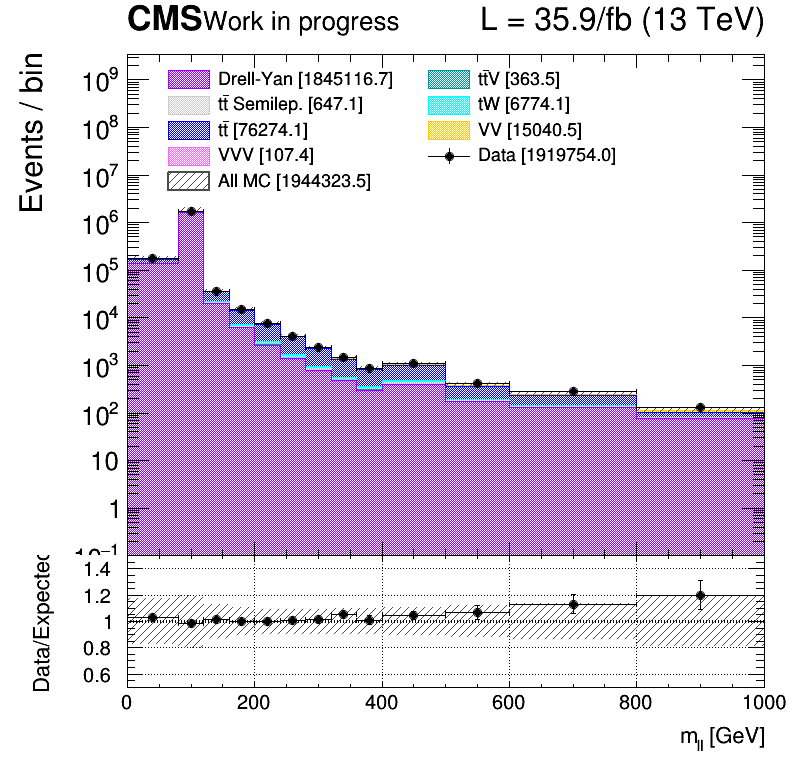 CMS Work in progress L = 35.9/fb (13 TeV)
Events / bin
Drell-Yan [1845116.7] tt̄V [363.5]
tt̄ Semilep. [647.1] tW [6774.1]
tt̄ [76274.1] VV [15040.5]
VVV [107.4] Data [1919754.0]
All MC [1944323.5]
10⁹
10⁸
10⁷
10⁶
10⁵
10⁴
10³
10²
10
1
10⁻¹
Data/Expected
1.4
1.2
1
0.8
0.6
0 200 400 600 800 1000
m_ll [GeV]